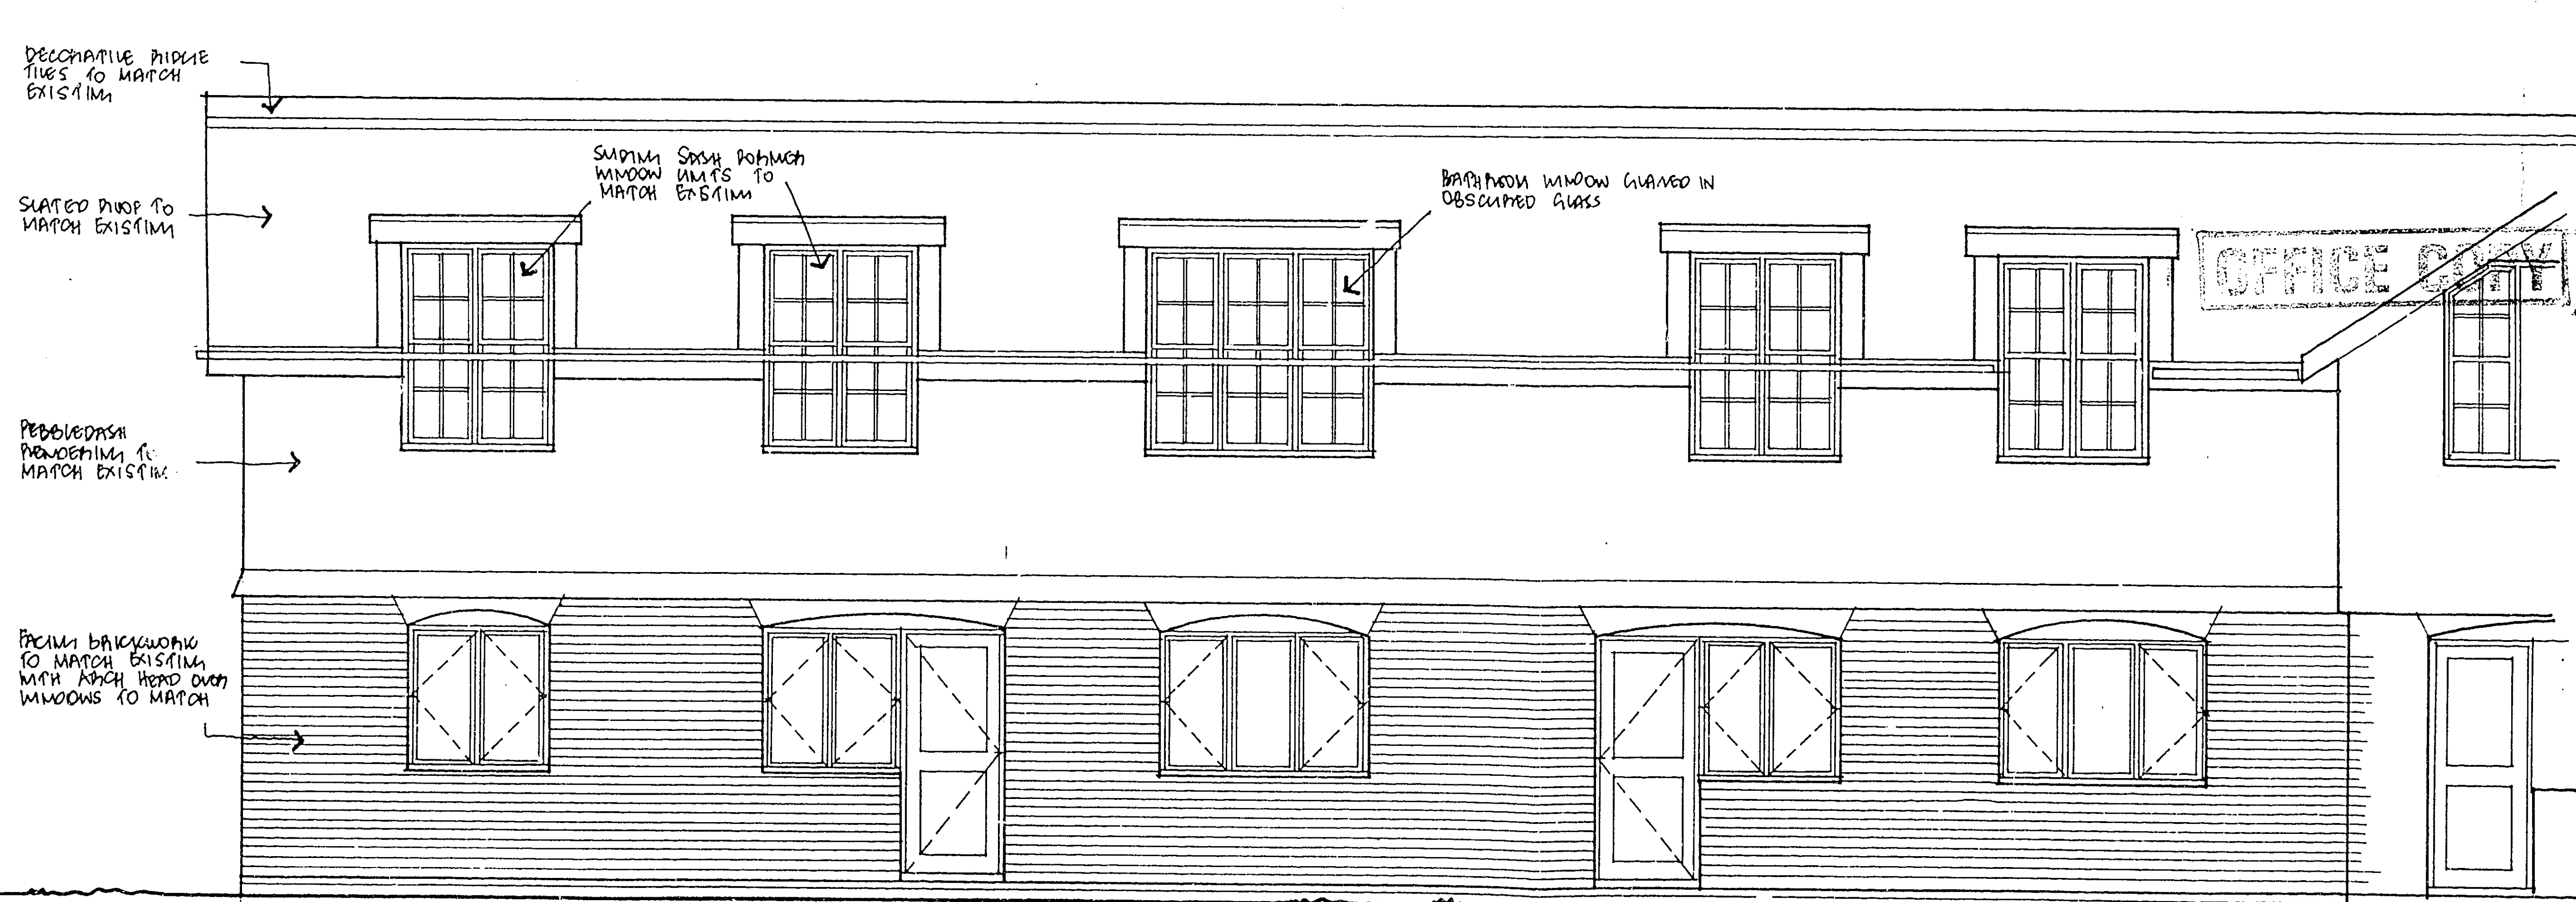 DECORATIVE RIDGE
TILES TO MATCH
EXISTING
SLIDING SASH DORMER
WINDOW UNITS TO
MATCH EXISTING
BATHROOM WINDOW GLAZED IN
OBSCURED GLASS
SLATED ROOF TO
MATCH EXISTING
OFFICE COPY
PEBBLEDASH
RENDERING TO
MATCH EXISTING
FACING BRICKWORK
TO MATCH EXISTING
WITH ARCH HEAD OVER
WINDOWS TO MATCH